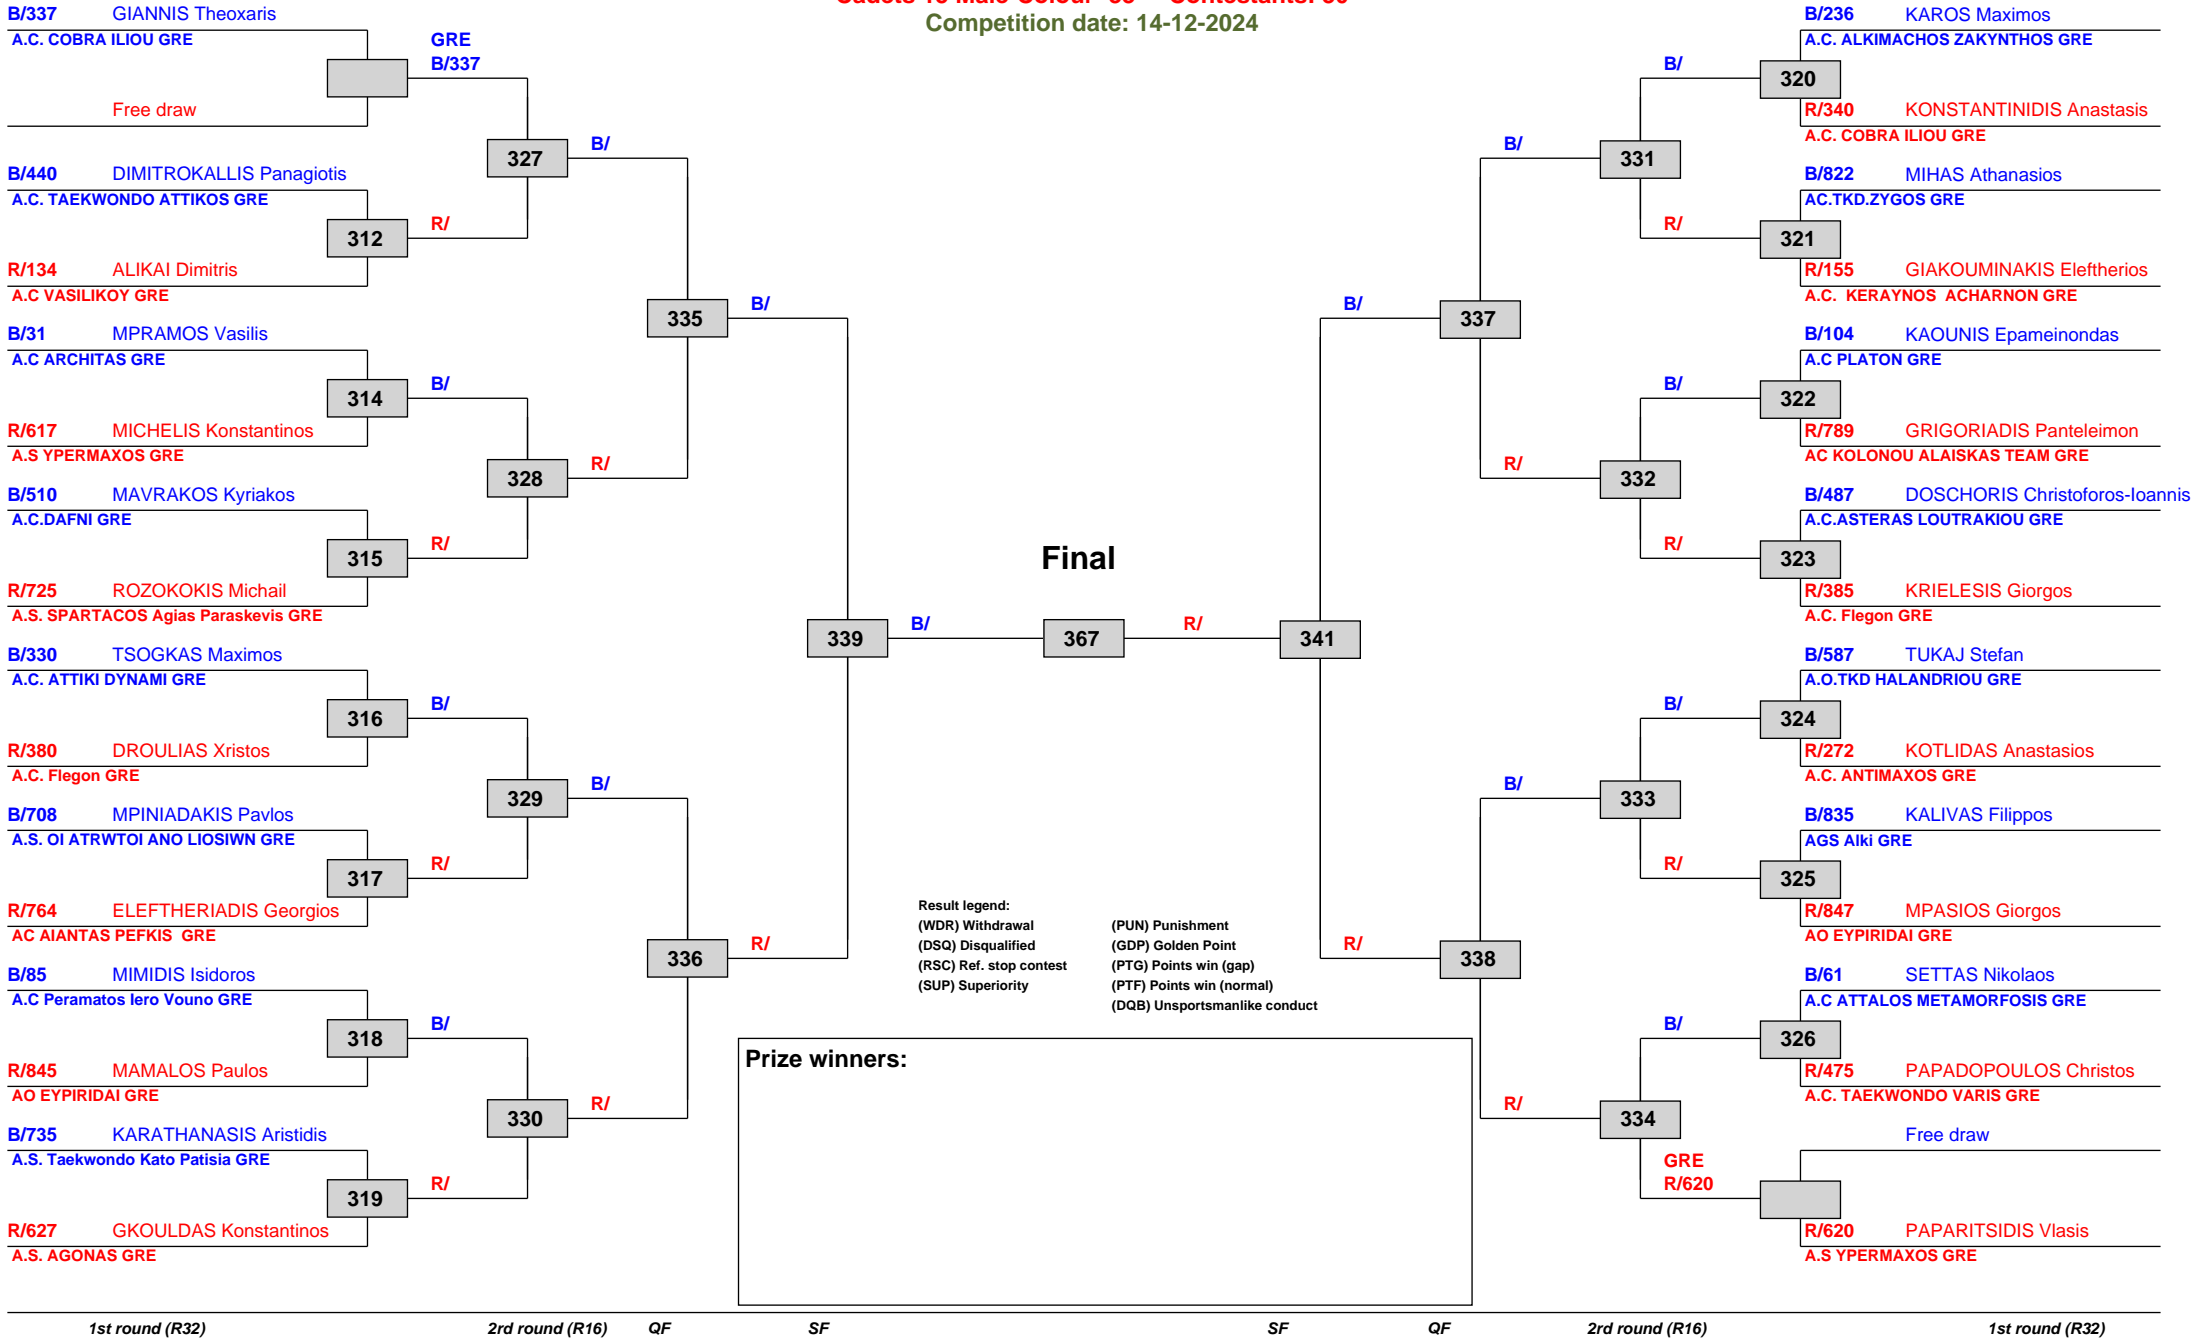 Competition date: 14-12-2024
B/337 GIANNIS Theoxaris
A.C. COBRA ILIOU GRE
GRE
B/337
Free draw
327
B/
B/440 DIMITROKALLIS Panagiotis
A.C. TAEKWONDO ATTIKOS GRE
312
R/
R/134 ALIKAI Dimitris
A.C VASILIKOY GRE
335
B/
B/31 MPRAMOS Vasilis
A.C ARCHITAS GRE
314
B/
R/617 MICHELIS Konstantinos
A.S YPERMAXOS GRE
328
R/
B/510 MAVRAKOS Kyriakos
A.C.DAFNI GRE
315
R/
R/725 ROZOKOKIS Michail
A.S. SPARTACOS Agias Paraskevis GRE
339
B/
B/330 TSOGKAS Maximos
A.C. ATTIKI DYNAMI GRE
316
B/
R/380 DROULIAS Xristos
A.C. Flegon GRE
329
B/
B/708 MPINIADAKIS Pavlos
A.S. OI ATRWTOI ANO LIOSIWN GRE
317
R/
R/764 ELEFTHERIADIS Georgios
AC AIANTAS PEFKIS GRE
336
R/
B/85 MIMIDIS Isidoros
A.C Peramatos Iero Vouno GRE
318
B/
R/845 MAMALOS Paulos
AO EYPIRIDAI GRE
330
R/
B/735 KARATHANASIS Aristidis
A.S. Taekwondo Kato Patisia GRE
319
R/
R/627 GKOULDAS Konstantinos
A.S. AGONAS GRE
Final
367
R/
341
B/236 KAROS Maximos
A.C. ALKIMACHOS ZAKYNTHOS GRE
B/
320
R/340 KONSTANTINIDIS Anastasis
A.C. COBRA ILIOU GRE
B/
331
B/822 MIHAS Athanasios
AC.TKD.ZYGOS GRE
R/
321
R/155 GIAKOUMINAKIS Eleftherios
A.C. KERAYNOS ACHARNON GRE
B/
337
B/104 KAOUNIS Epameinondas
A.C PLATON GRE
B/
322
R/789 GRIGORIADIS Panteleimon
AC KOLONOU ALAISKAS TEAM GRE
R/
332
B/487 DOSCHORIS Christoforos-Ioannis
A.C.ASTERAS LOUTRAKIOU GRE
R/
323
R/385 KRIELESIS Giorgos
A.C. Flegon GRE
B/587 TUKAJ Stefan
A.O.TKD HALANDRIOU GRE
B/
324
R/272 KOTLIDAS Anastasios
A.C. ANTIMAXOS GRE
B/
333
B/835 KALIVAS Filippos
AGS Alki GRE
R/
325
R/847 MPASIOS Giorgos
AO EYPIRIDAI GRE
R/
338
B/61 SETTAS Nikolaos
A.C ATTALOS METAMORFOSIS GRE
B/
326
R/475 PAPADOPOULOS Christos
A.C. TAEKWONDO VARIS GRE
R/
334
Free draw
GRE
R/620
R/620 PAPARITSIDIS Vlasis
A.S YPERMAXOS GRE
Result legend:
(WDR) Withdrawal
(DSQ) Disqualified
(RSC) Ref. stop contest
(SUP) Superiority
(PUN) Punishment
(GDP) Golden Point
(PTG) Points win (gap)
(PTF) Points win (normal)
(DQB) Unsportsmanlike conduct
Prize winners:
1st round (R32) 2rd round (R16) QF SF SF QF 2rd round (R16) 1st round (R32)